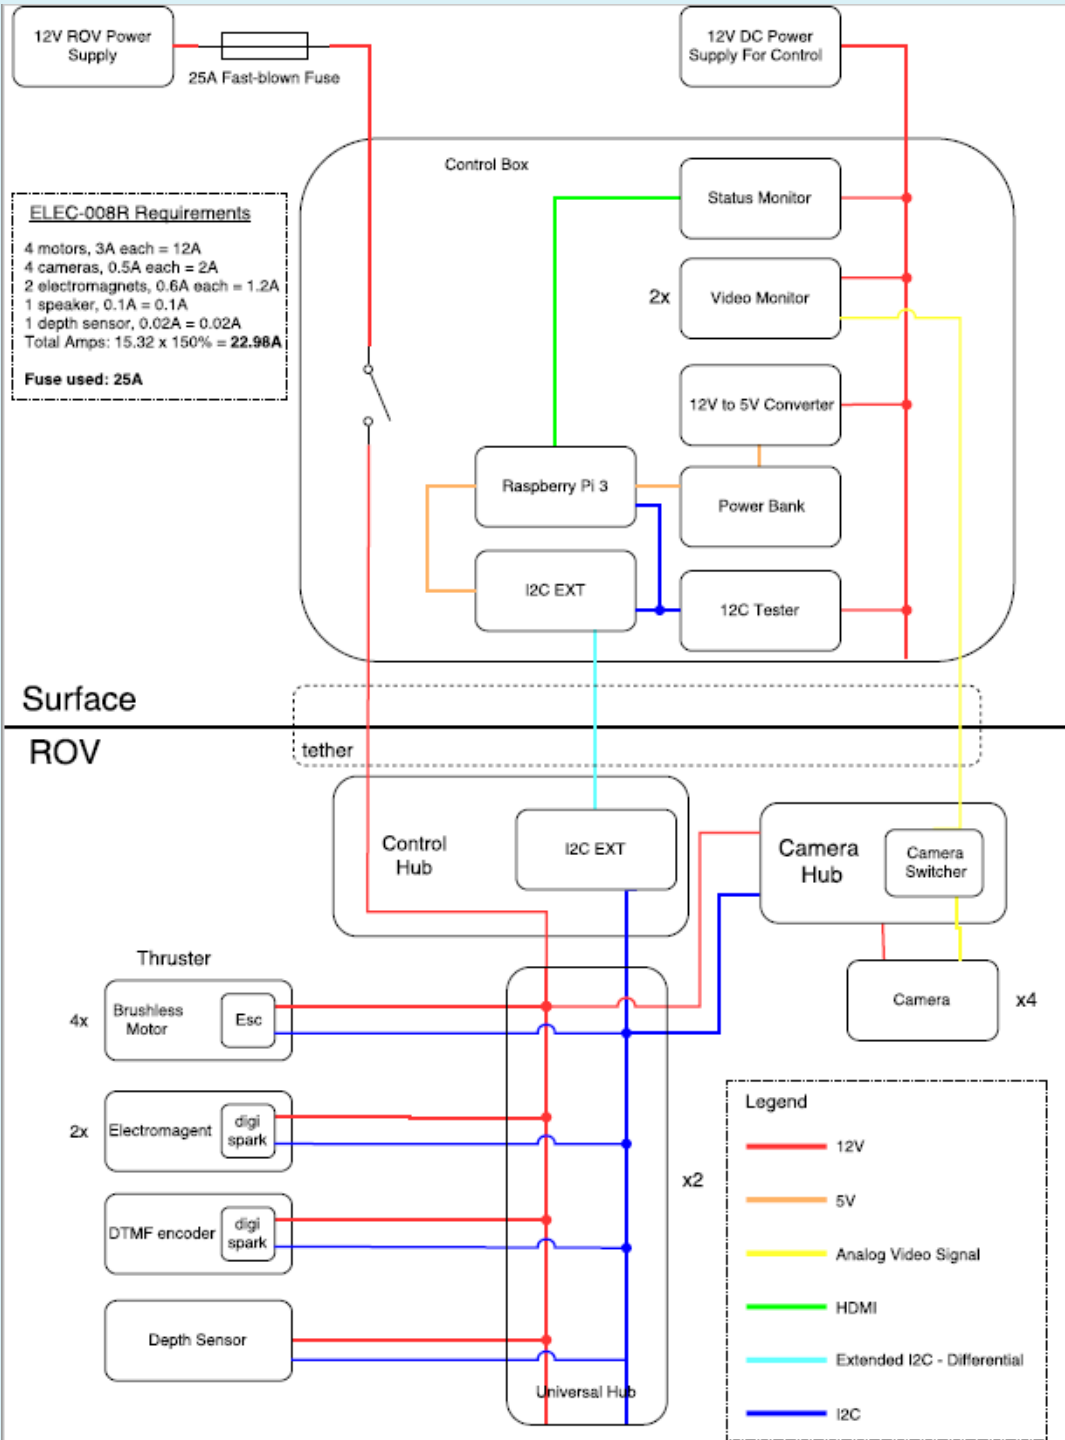 12V ROV Power
Supply
25A Fast-blown Fuse
12V DC Power
Supply For Control
Control Box
Status Monitor
ELEC-008R Requirements
4 motors, 3A each = 12A
4 cameras, 0.5A each = 2A
2 electromagnets, 0.6A each = 1.2A
1 speaker, 0.1A = 0.1A
1 depth sensor, 0.02A = 0.02A
Total Amps: 15.32 x 150% = 22.98A
Fuse used: 25A
2x
Video Monitor
12V to 5V Converter
Raspberry Pi 3
Power Bank
I2C EXT
12C Tester
Surface
ROV
tether
Control
Hub
I2C EXT
Camera
Hub
Camera
Switcher
Thruster
4x
Brushless
Motor
Esc
Camera
x4
2x
Electromagent
digi
spark
x2
DTMF encoder
digi
spark
Depth Sensor
Universal Hub
Legend
12V
5V
Analog Video Signal
HDMI
Extended I2C - Differential
I2C